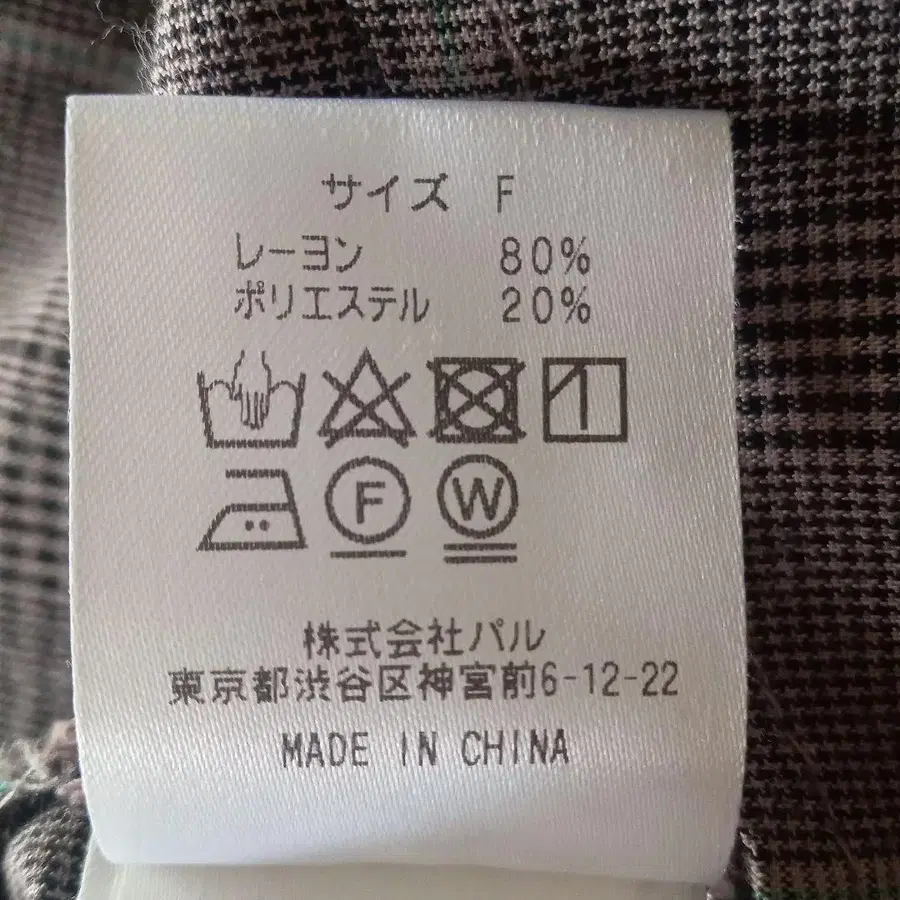 サイズ F
レーヨン 80%
ポリエステル 20%
F W
株式会社パル
東京都渋谷区神宮前6-12-22
MADE IN CHINA